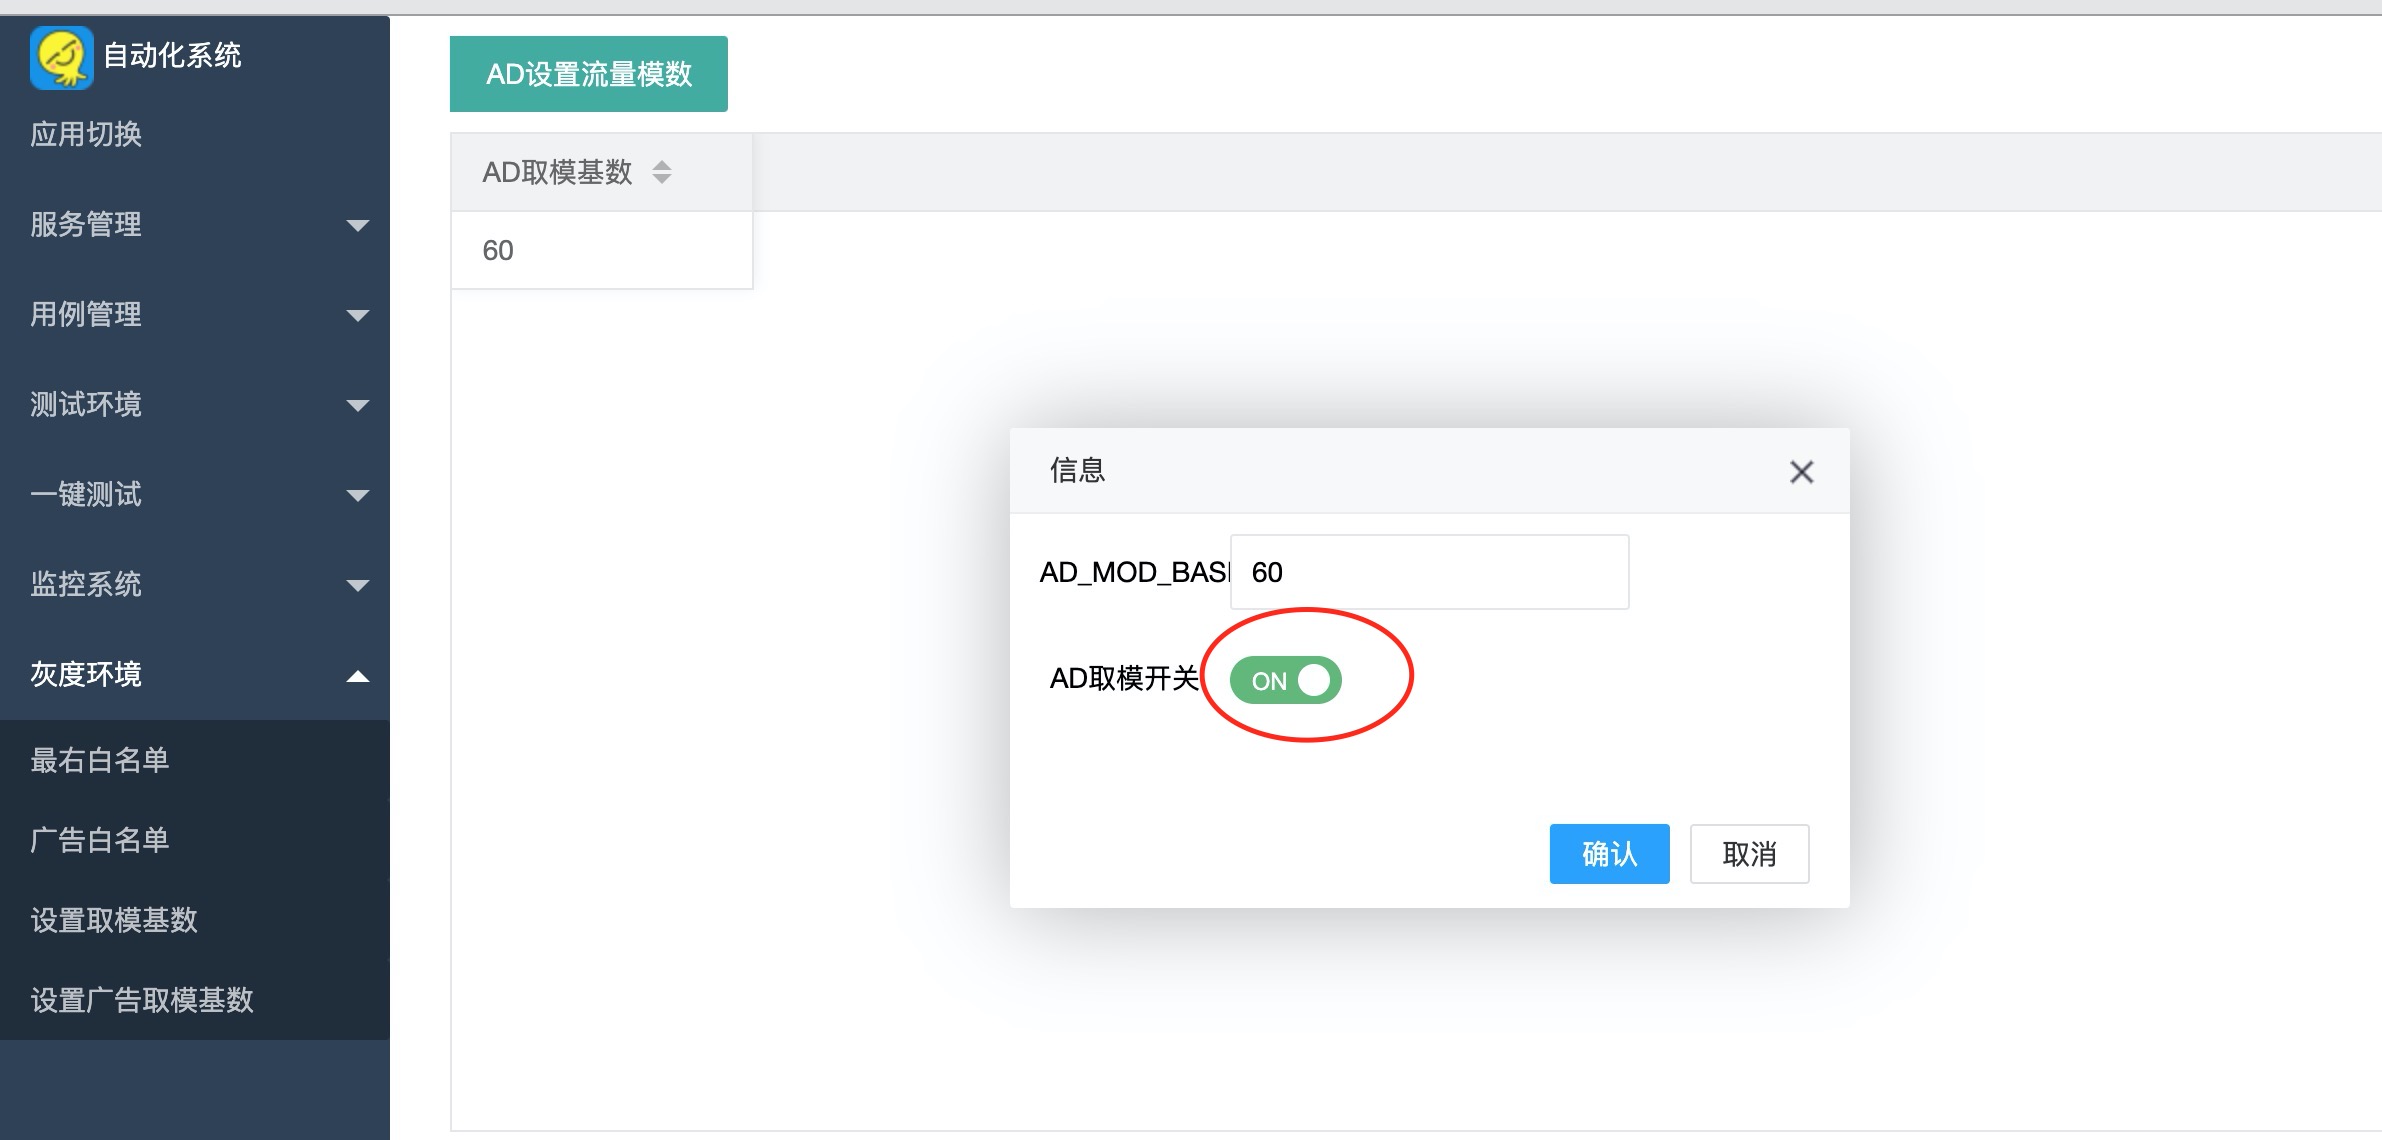 自动化系统
应用切换
服务管理
用例管理
测试环境
一键测试
监控系统
灰度环境
最右白名单
广告白名单
设置取模基数
设置广告取模基数
AD设置流量模数
AD取模基数
60
信息
AD_MOD_BAS
60
AD取模开关
ON
确认
取消